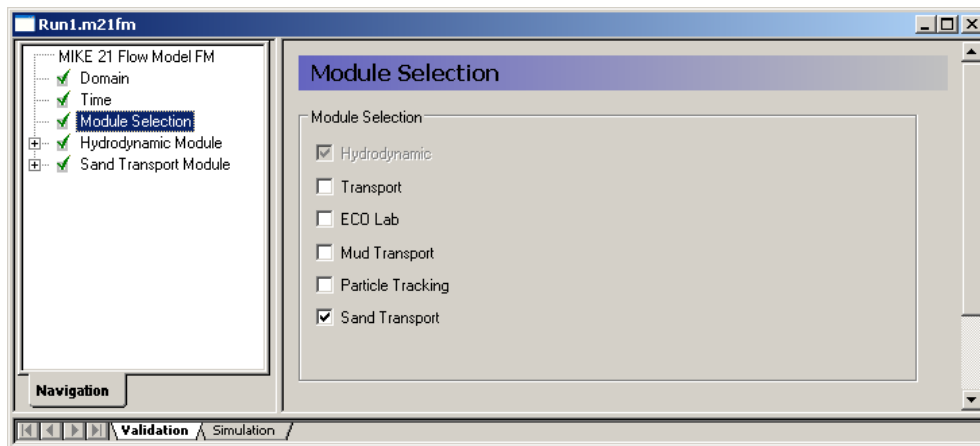 Run1.m21fm
MIKE 21 Flow Model FM
Domain
Time
Module Selection
Hydrodynamic Module
Sand Transport Module
Navigation
Module Selection
Module Selection
Hydrodynamic
Transport
ECO Lab
Mud Transport
Particle Tracking
Sand Transport
Validation
Simulation